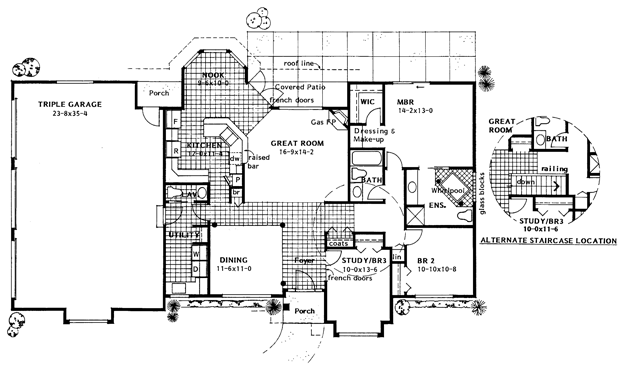 roof line
NOOK
9-6x10-0
Covered Patio
french doors
Porch
TRIPLE GARAGE
23-8x35-4
WIC
MBR
14-2x13-0
Gas FP
F
R
KITCHEN
12-0x11-4
GREAT ROOM
16-9x14-2
Dressing &
Make-up
dw
raised
bar
P
br
LAV
BATH
Whirlpool
ENS.
glass blocks
UTILITY
W
D
DINING
11-6x11-0
Foyer
coats
STUDY/BR3
10-0x13-6
french doors
lin
BR 2
10-10x10-8
Porch
GREAT
ROOM
BATH
railing
down
STUDY/BR3
10-0x11-6
ALTERNATE STAIRCASE LOCATION